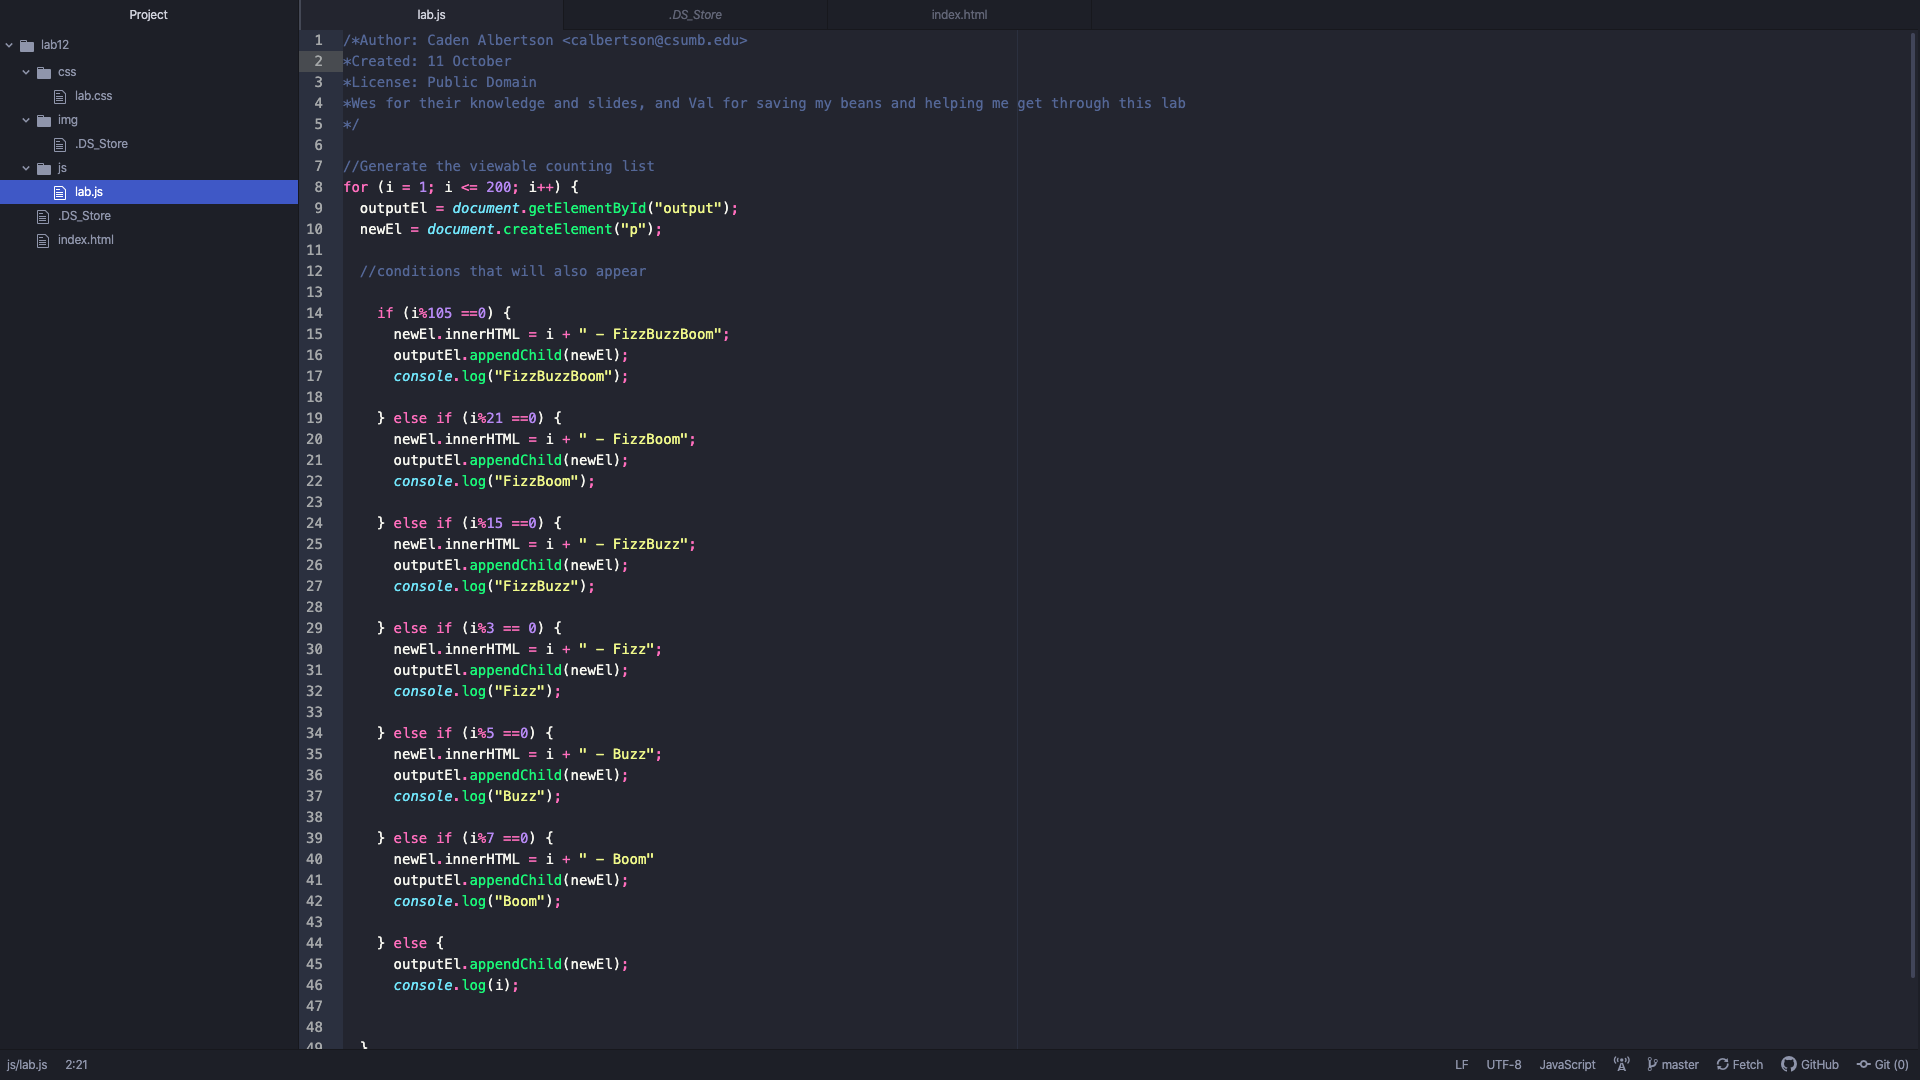 Project
lab12
css
lab.css
img
.DS_Store
js
lab.js
.DS_Store
index.html
lab.js .DS_Store index.html
1 /*Author: Caden Albertson <calbertson@csumb.edu>
2 *Created: 11 October
3 *License: Public Domain
4 *Wes for their knowledge and slides, and Val for saving my beans and helping me get through this lab
5 */
6
7 //Generate the viewable counting list
8 for (i = 1; i <= 200; i++) {
9 outputEl = document.getElementById("output");
10 newEl = document.createElement("p");
11
12 //conditions that will also appear
13
14 if (i%105 ==0) {
15 newEl.innerHTML = i + " – FizzBuzzBoom";
16 outputEl.appendChild(newEl);
17 console.log("FizzBuzzBoom");
18
19 } else if (i%21 ==0) {
20 newEl.innerHTML = i + " – FizzBoom";
21 outputEl.appendChild(newEl);
22 console.log("FizzBoom");
23
24 } else if (i%15 ==0) {
25 newEl.innerHTML = i + " – FizzBuzz";
26 outputEl.appendChild(newEl);
27 console.log("FizzBuzz");
28
29 } else if (i%3 == 0) {
30 newEl.innerHTML = i + " – Fizz";
31 outputEl.appendChild(newEl);
32 console.log("Fizz");
33
34 } else if (i%5 ==0) {
35 newEl.innerHTML = i + " – Buzz";
36 outputEl.appendChild(newEl);
37 console.log("Buzz");
38
39 } else if (i%7 ==0) {
40 newEl.innerHTML = i + " – Boom"
41 outputEl.appendChild(newEl);
42 console.log("Boom");
43
44 } else {
45 outputEl.appendChild(newEl);
46 console.log(i);
47
48
49 }
js/lab.js 2:21 LF UTF-8 JavaScript master Fetch GitHub Git (0)